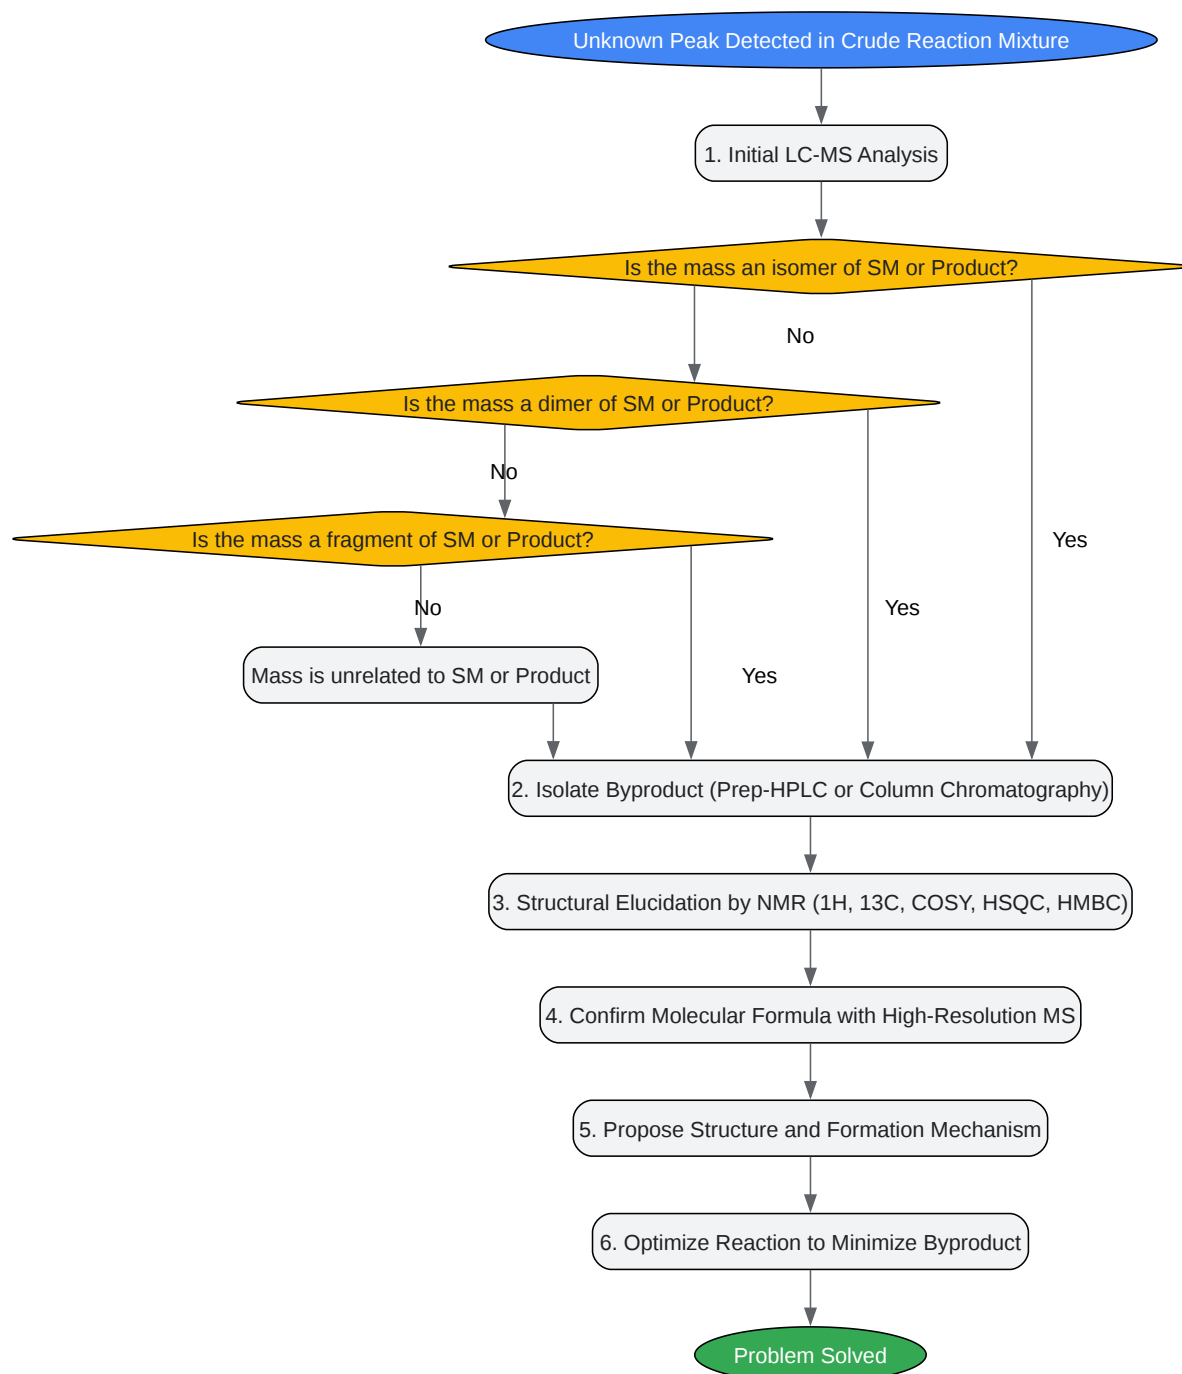 Unknown Peak Detected in Crude Reaction Mixture
1. Initial LC-MS Analysis
Is the mass an isomer of SM or Product?
No
Is the mass a dimer of SM or Product?
No
Is the mass a fragment of SM or Product?
Yes
No
Yes
Mass is unrelated to SM or Product
Yes
2. Isolate Byproduct (Prep-HPLC or Column Chromatography)
3. Structural Elucidation by NMR (1H, 13C, COSY, HSQC, HMBC)
4. Confirm Molecular Formula with High-Resolution MS
5. Propose Structure and Formation Mechanism
6. Optimize Reaction to Minimize Byproduct
Problem Solved